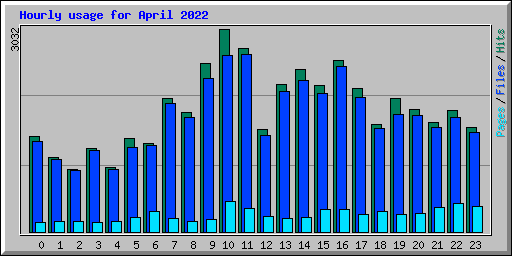 Hourly usage for April 2022
3032
Pages / Files / Hits
0 1 2 3 4 5 6 7 8 9 10 11 12 13 14 15 16 17 18 19 20 21 22 23